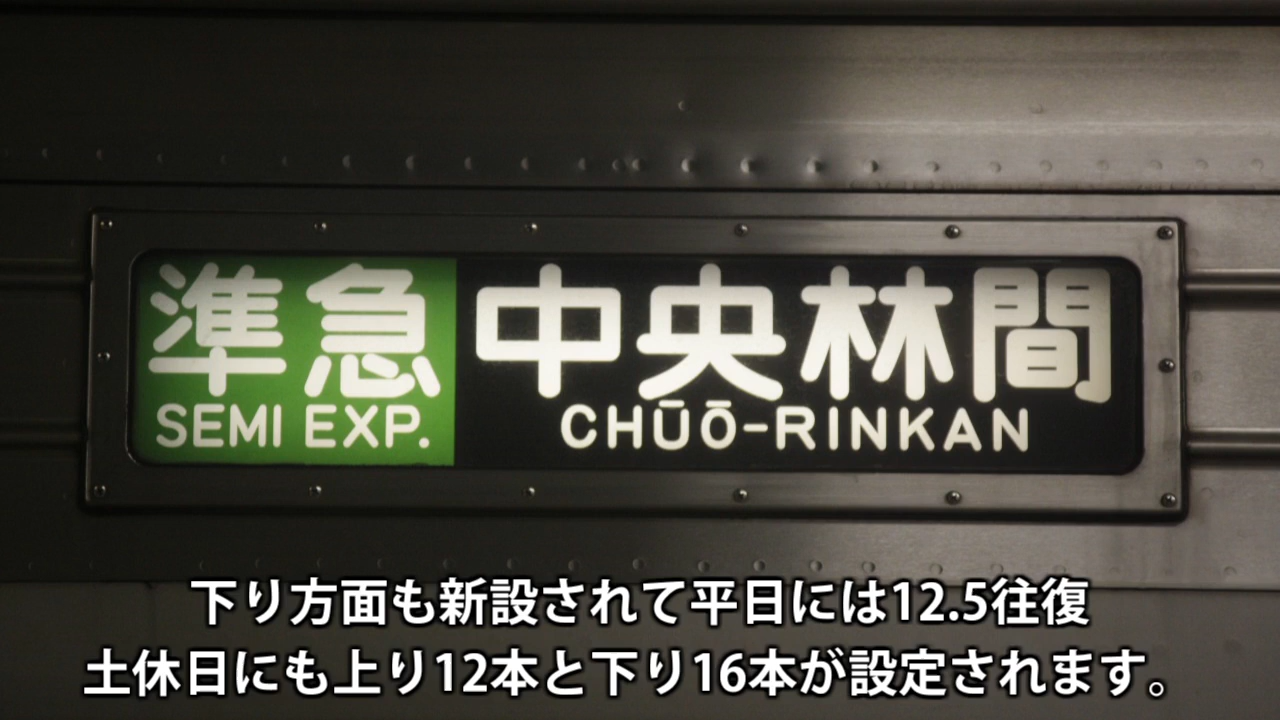 準急 中央林間
SEMI EXP. CHŪŌ-RINKAN
下り方面も新設されて平日には12.5往復
土休日にも上り12本と下り16本が設定されます。